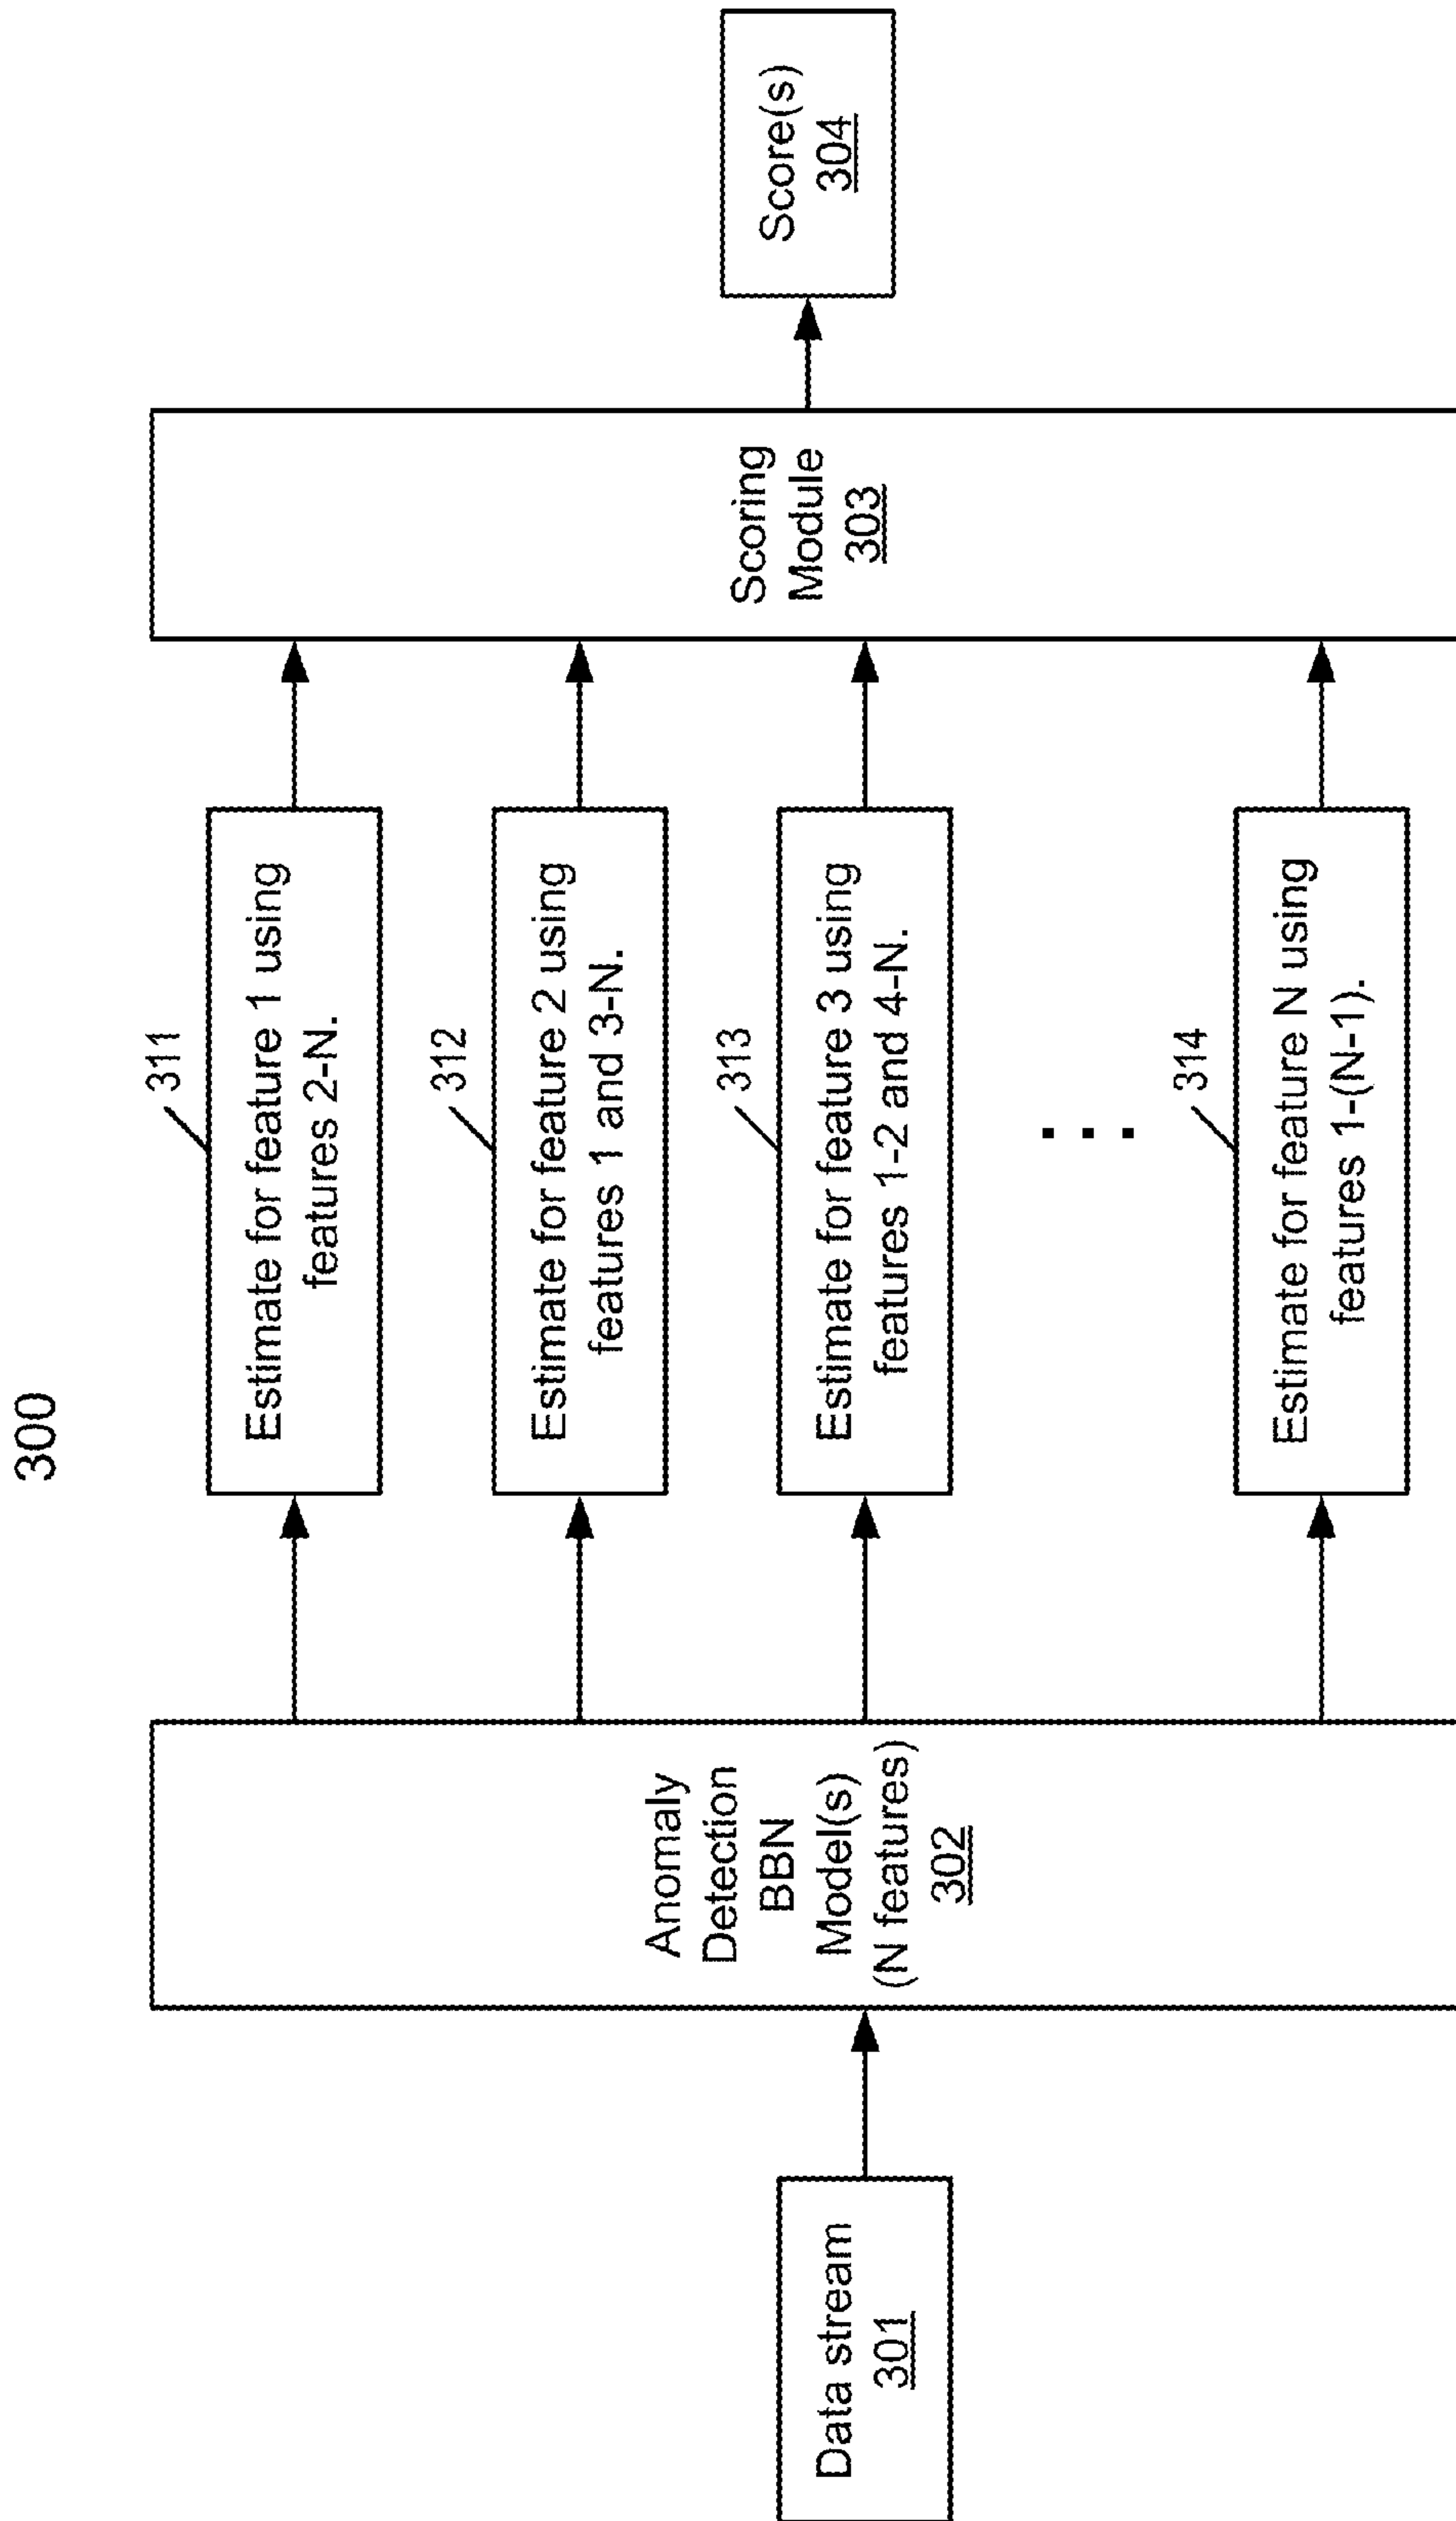 300
Data stream
301
Anomaly
Detection
BBN
Model(s)
(N features)
302
311
Estimate for feature 1 using
features 2-N.
312
Estimate for feature 2 using
features 1 and 3-N.
313
Estimate for feature 3 using
features 1-2 and 4-N.
. . .
314
Estimate for feature N using
features 1-(N-1).
Scoring
Module
303
Score(s)
304